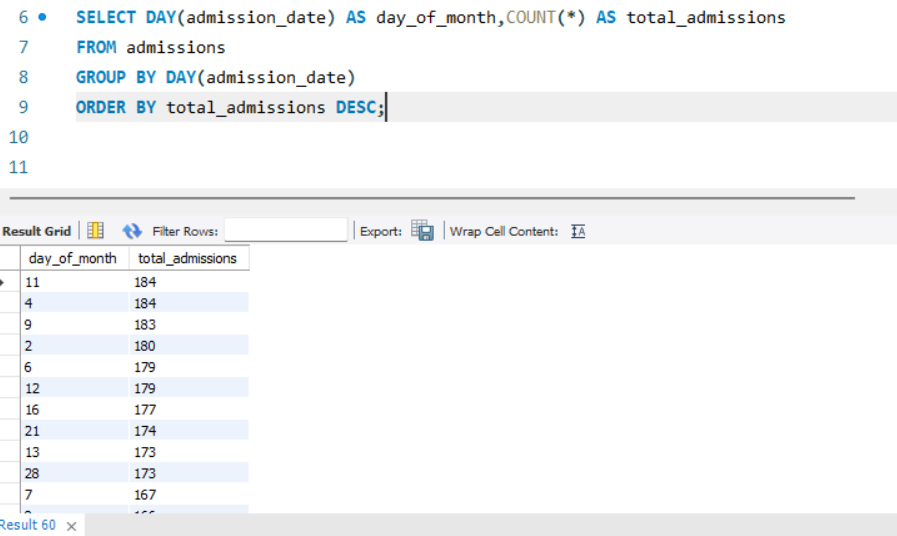 6 SELECT DAY(admission_date) AS day_of_month,COUNT(*) AS total_admissions
7 FROM admissions
8 GROUP BY DAY(admission_date)
9 ORDER BY total_admissions DESC;
10
11
Result Grid Filter Rows: Export: Wrap Cell Content: IA
day_of_month total_admissions
11 184
4 184
9 183
2 180
6 179
12 179
16 177
21 174
13 173
28 173
7 167
Result 60 ×